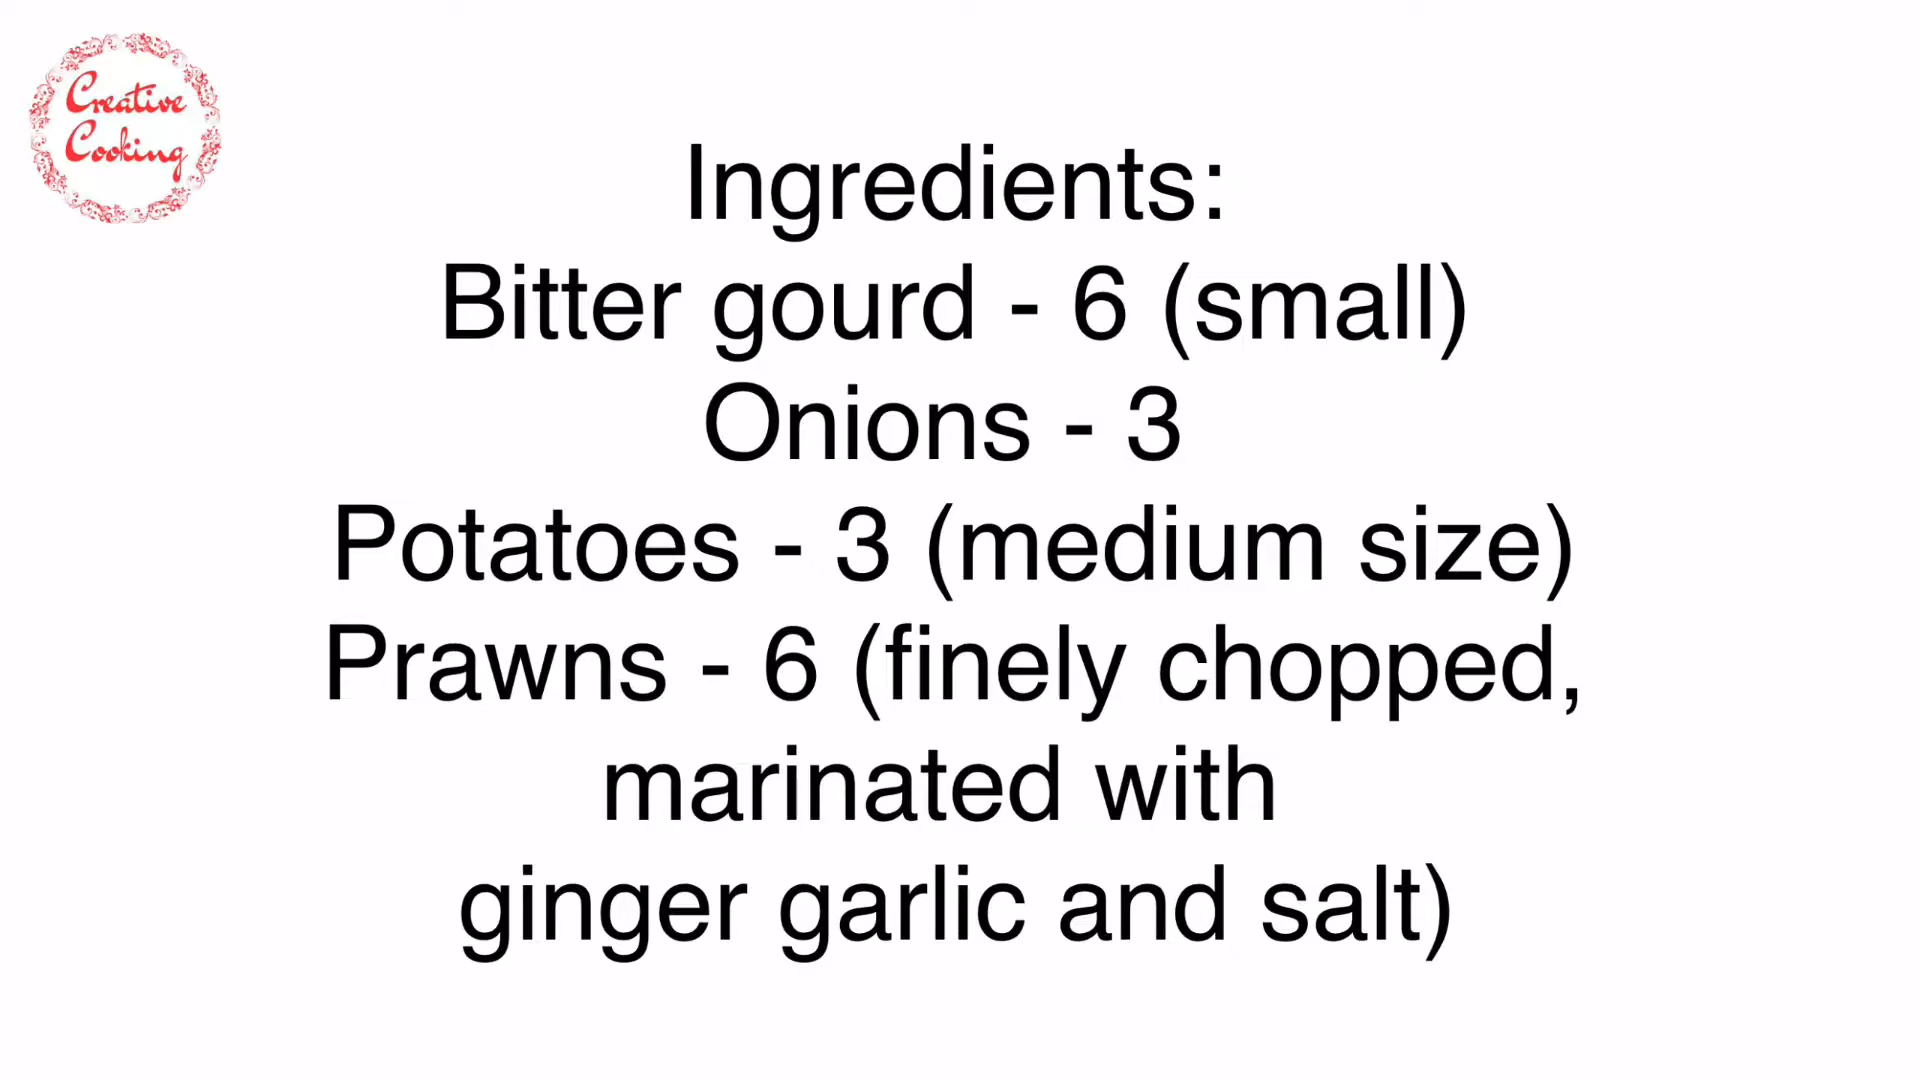 Creative
Cooking
Ingredients:
Bitter gourd - 6 (small)
Onions - 3
Potatoes - 3 (medium size)
Prawns - 6 (finely chopped,
marinated with
ginger garlic and salt)